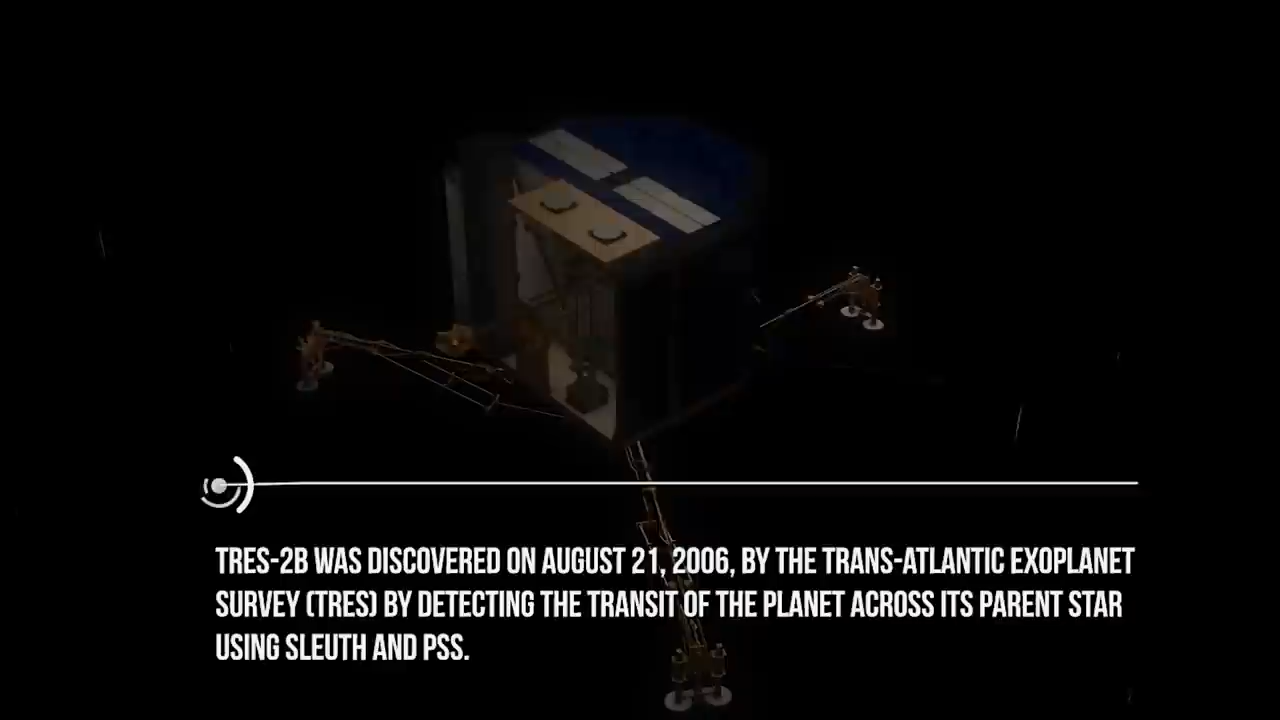 TRES-2B WAS DISCOVERED ON AUGUST 21, 2006, BY THE TRANS-ATLANTIC EXOPLANET
SURVEY (TRES) BY DETECTING THE TRANSIT OF THE PLANET ACROSS ITS PARENT STAR
USING SLEUTH AND PSS.